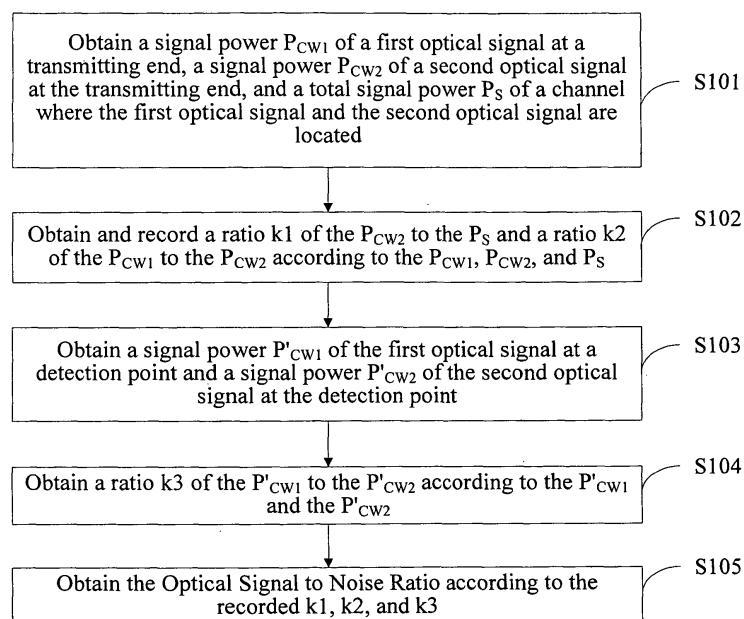 Obtain a signal power PCW1 of a first optical signal at a
transmitting end, a signal power PCW2 of a second optical signal
at the transmitting end, and a total signal power PS of a channel
where the first optical signal and the second optical signal are
located
S101
Obtain and record a ratio k1 of the PCW2 to the PS and a ratio k2
of the PCW1 to the PCW2 according to the PCW1, PCW2, and PS
S102
Obtain a signal power P'CW1 of the first optical signal at a
detection point and a signal power P'CW2 of the second optical
signal at the detection point
S103
Obtain a ratio k3 of the P'CW1 to the P'CW2 according to the P'CW1
and the P'CW2
S104
Obtain the Optical Signal to Noise Ratio according to the
recorded k1, k2, and k3
S105